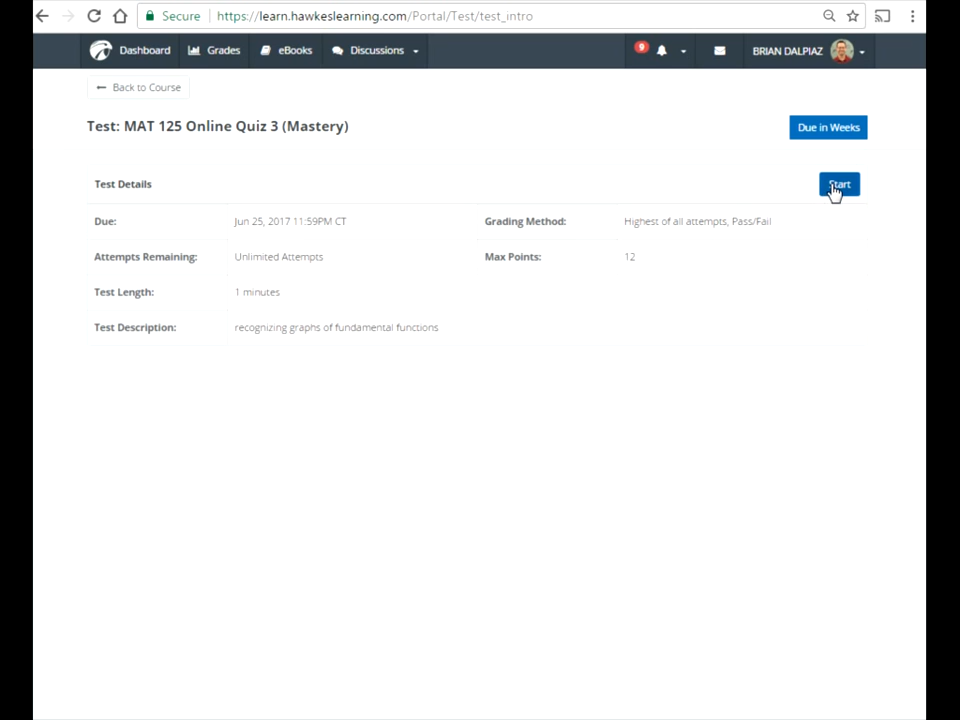 Secure https://learn.hawkeslearning.com/Portal/Test/test_intro
Dashboard Grades eBooks Discussions 9 BRIAN DALPIAZ
Back to Course
Test: MAT 125 Online Quiz 3 (Mastery) Due in Weeks
Test Details Start
Due: Jun 25, 2017 11:59PM CT Grading Method: Highest of all attempts, Pass/Fail
Attempts Remaining: Unlimited Attempts Max Points: 12
Test Length: 1 minutes
Test Description: recognizing graphs of fundamental functions